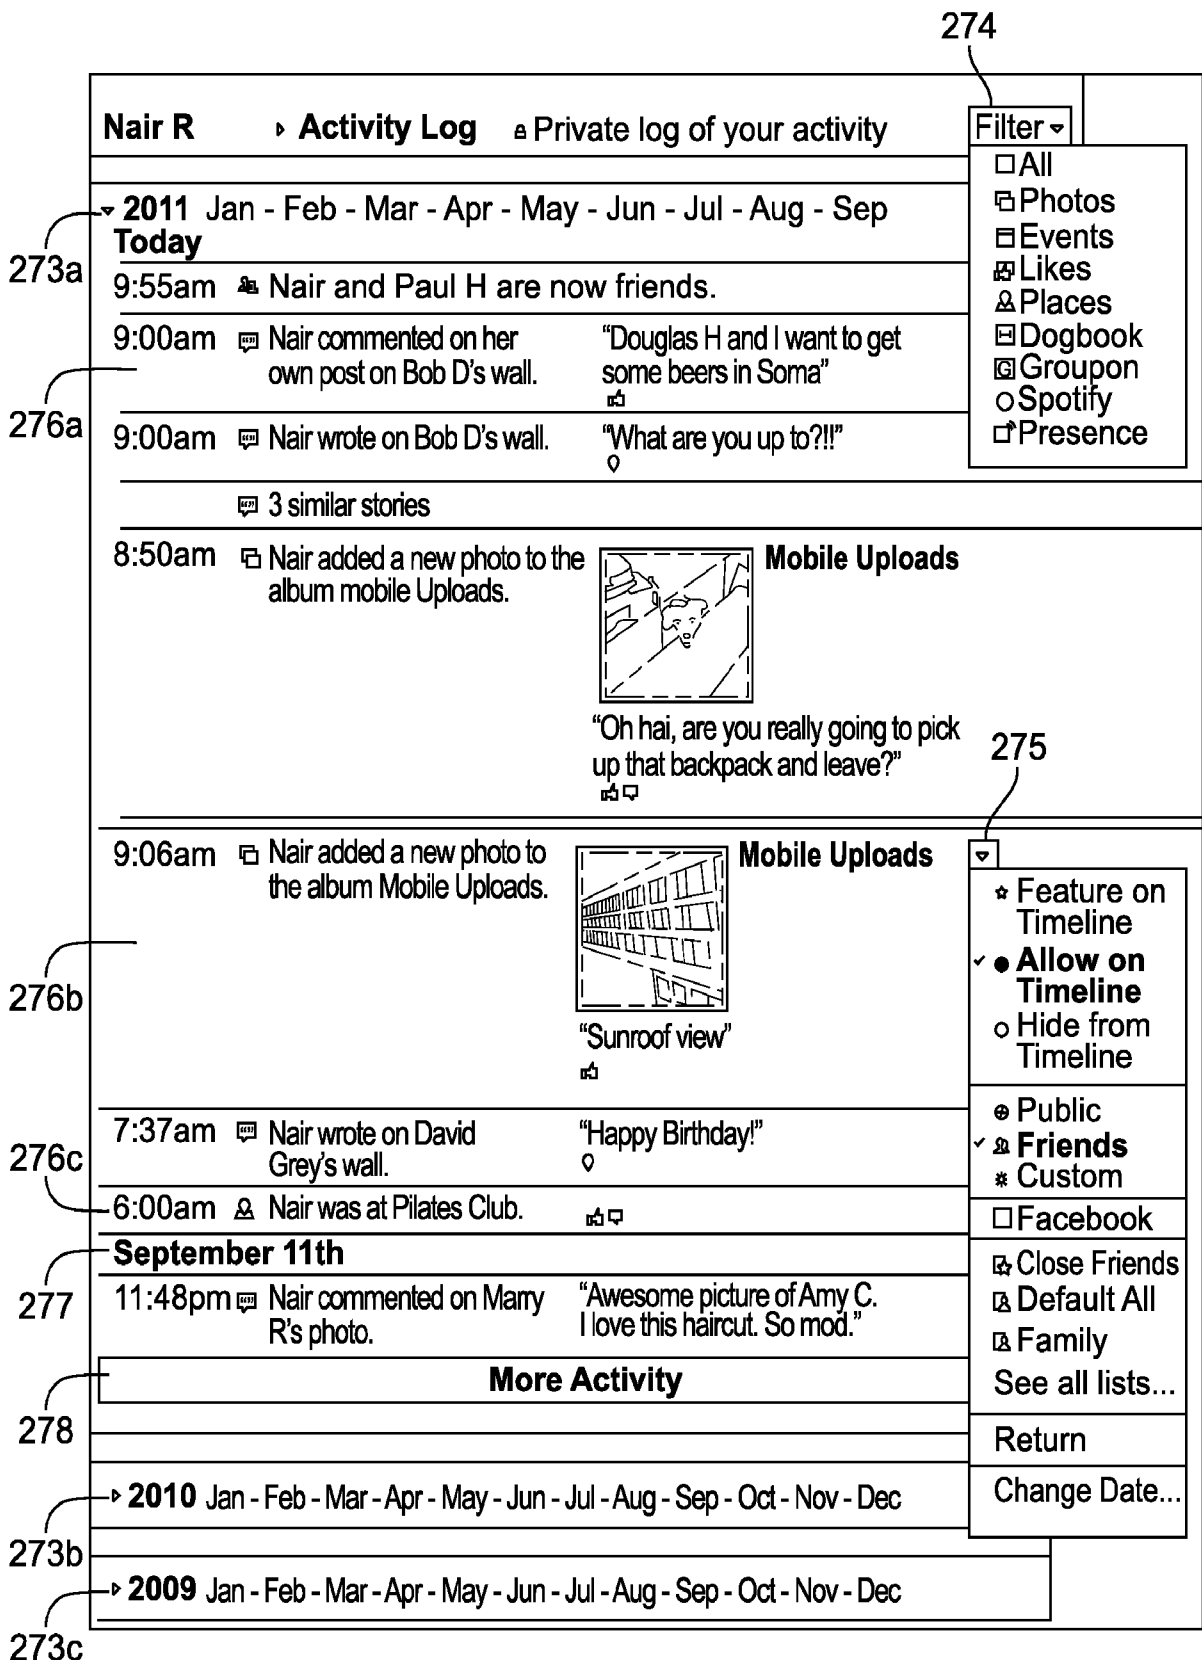 274
Nair R Activity Log Private log of your activity Filter
All
Photos
Events
Likes
Places
Dogbook
Groupon
Spotify
Presence
2011 Jan - Feb - Mar - Apr - May - Jun - Jul - Aug - Sep
273a
Today
9:55am Nair and Paul H are now friends.
9:00am Nair commented on her
own post on Bob D's wall.
“Douglas H and I want to get
some beers in Soma”
276a
9:00am Nair wrote on Bob D's wall. “What are you up to?!!”
3 similar stories
8:50am Nair added a new photo to the
album mobile Uploads.
Mobile Uploads
“Oh hai, are you really going to pick
up that backpack and leave?”
275
9:06am Nair added a new photo to
the album Mobile Uploads.
Mobile Uploads
276b
“Sunroof view”
Feature on
Timeline
Allow on
Timeline
Hide from
Timeline
Public
Friends
Custom
Facebook
Close Friends
Default All
Family
See all lists...
Return
Change Date...
7:37am Nair wrote on David
Grey's wall.
“Happy Birthday!”
276c
6:00am Nair was at Pilates Club.
September 11th
277
11:48pm Nair commented on Marry
R's photo.
“Awesome picture of Amy C.
I love this haircut. So mod.”
More Activity
278
2010 Jan - Feb - Mar - Apr - May - Jun - Jul - Aug - Sep - Oct - Nov - Dec
273b
2009 Jan - Feb - Mar - Apr - May - Jun - Jul - Aug - Sep - Oct - Nov - Dec
273c